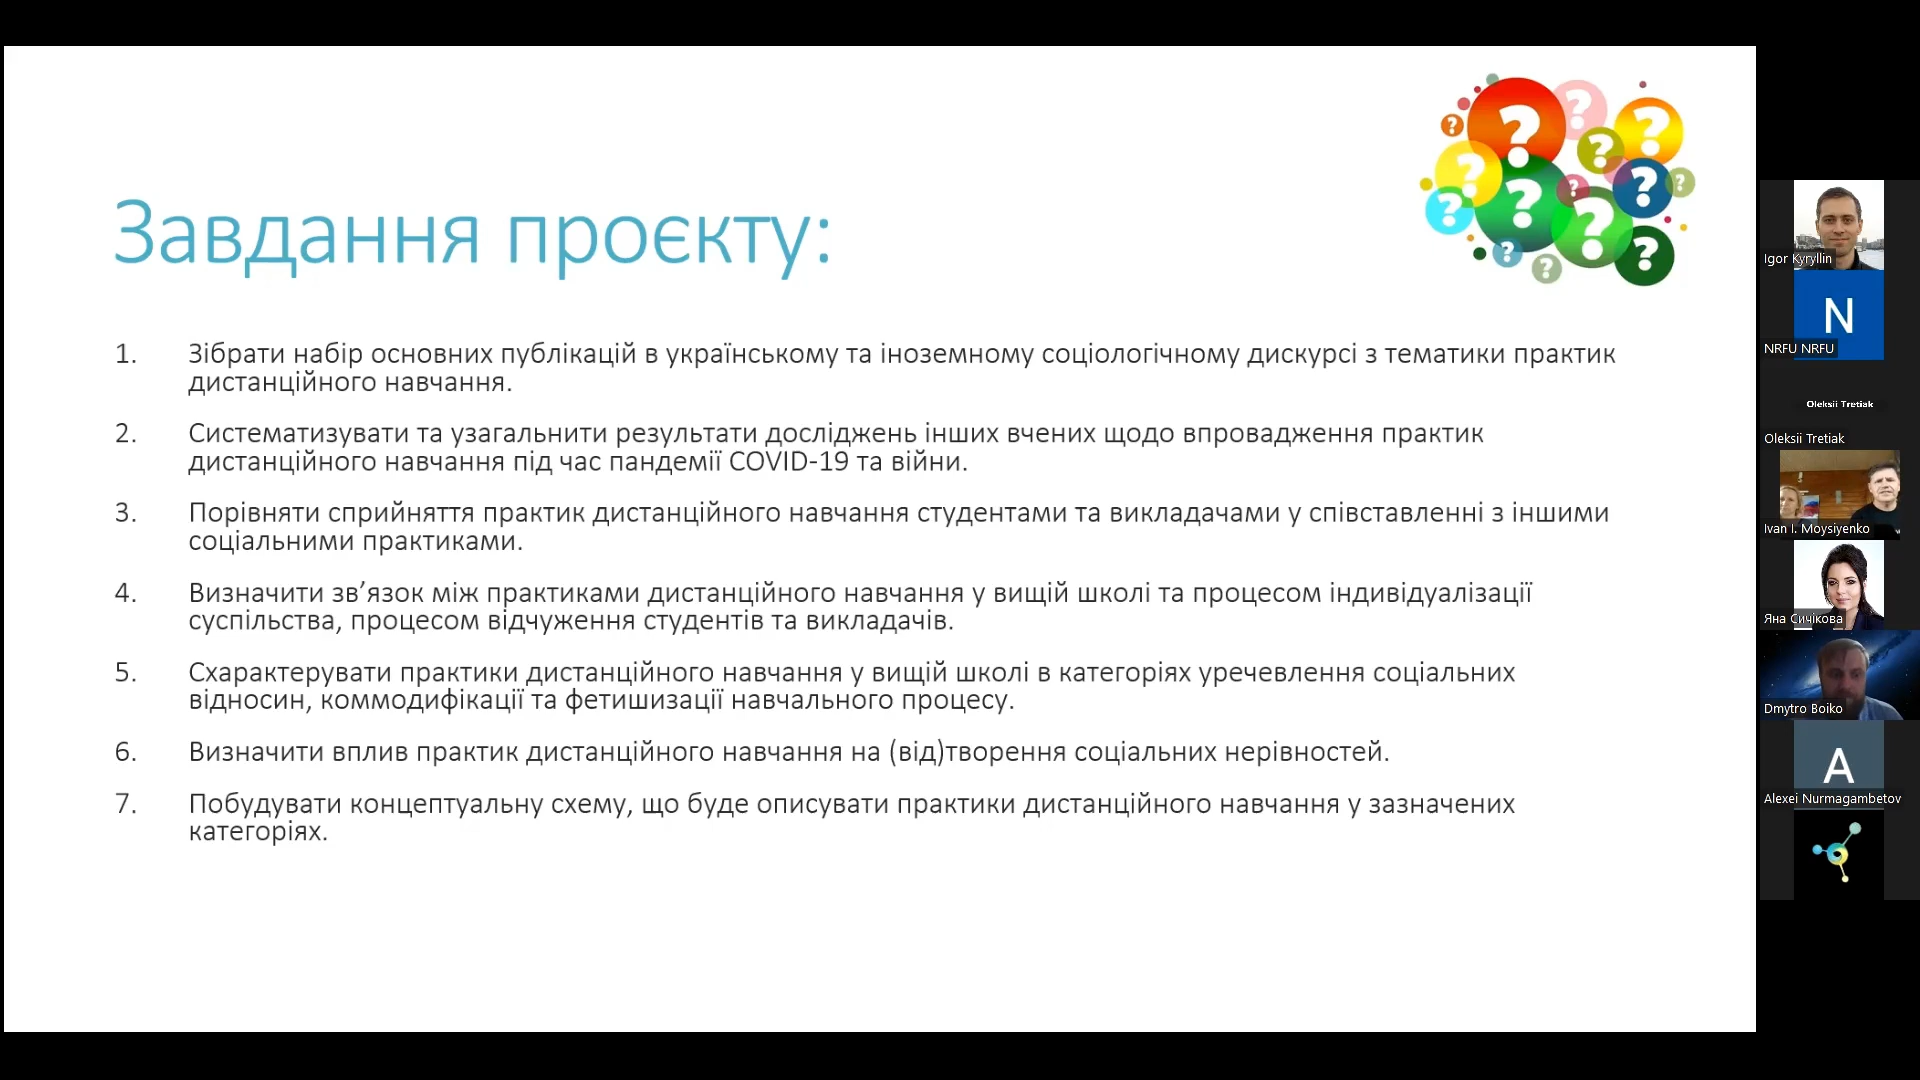 Завдання проєкту:
1. Зібрати набір основних публікацій в українському та іноземному соціологічному дискурсі з тематики практик
дистанційного навчання.
2. Систематизувати та узагальнити результати досліджень інших вчених щодо впровадження практик
дистанційного навчання під час пандемії COVID-19 та війни.
3. Порівняти сприйняття практик дистанційного навчання студентами та викладачами у співставленні з іншими
соціальними практиками.
4. Визначити зв’язок між практиками дистанційного навчання у вищій школі та процесом індивідуалізації
суспільства, процесом відчуження студентів та викладачів.
5. Схарактерувати практики дистанційного навчання у вищій школі в категоріях уречевлення соціальних
відносин, коммодифікації та фетишизації навчального процесу.
6. Визначити вплив практик дистанційного навчання на (від)творення соціальних нерівностей.
7. Побудувати концептуальну схему, що буде описувати практики дистанційного навчання у зазначених
категоріях.
Igor Kyryllin
N
NRFU NRFU
Oleksii Tretiak
Oleksii Tretiak
Ivan I. Moysiyenko
Яна Сичікова
Dmytro Boiko
A
Alexei Nurmagambetov